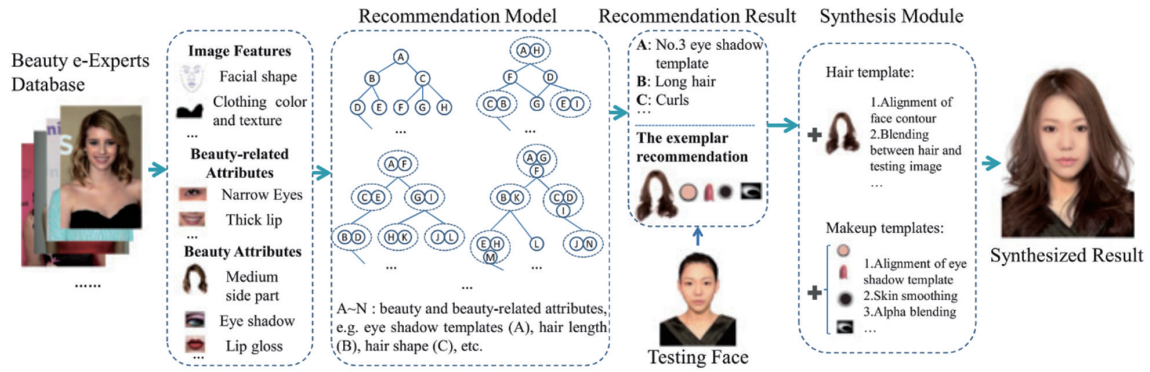 Beauty e-Experts
Database
......
Image Features
Facial shape
Clothing color
and texture
...
Beauty-related
Attributes
Narrow Eyes
Thick lip
...
Beauty Attributes
Medium
side part
Eye shadow
Lip gloss
...
Recommendation Model
A
B C
D E F G H
...
A H
F D
C B G E I
...
A F
C E G I
B D H K J L
...
A G
F
B K C D
I
E H L J N
M
...
...
A~N : beauty and beauty-related attributes,
e.g. eye shadow templates (A), hair length
(B), hair shape (C), etc.
Recommendation Result
A: No.3 eye shadow
template
B: Long hair
C: Curls
...
The exemplar
recommendation
Testing Face
Synthesis Module
Hair template:
+
1.Alignment of
face contour
2.Blending
between hair and
testing image
...
Makeup templates:
+
1.Alignment of eye
shadow template
2.Skin smoothing
3.Alpha blending
...
Synthesized Result